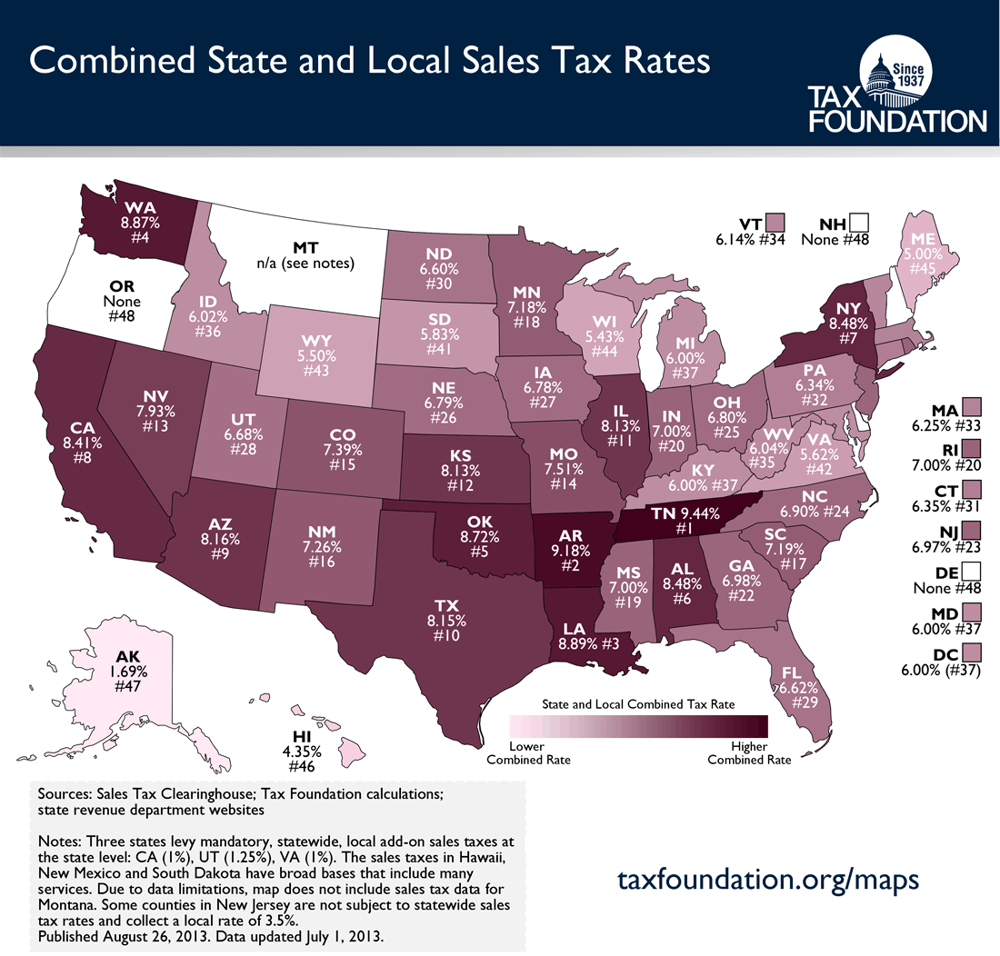 Combined State and Local Sales Tax Rates
Since
1937
TAX
FOUNDATION
WA
8.87%
#4
MT
n/a (see notes)
ND
6.60%
#30
VT
6.14% #34
NH
None #48
ME
5.00%
#45
OR
None
#48
ID
6.02%
#36
MN
7.18%
#18
WI
5.43%
#44
NY
8.48%
#7
WY
5.50%
#43
SD
5.83%
#41
MI
6.00%
#37
NV
7.93%
#13
NE
6.79%
#26
IA
6.78%
#27
PA
6.34%
#32
CA
8.41%
#8
UT
6.68%
#28
CO
7.39%
#15
KS
8.13%
#12
MO
7.51%
#14
IL
8.13%
#11
IN
7.00%
#20
OH
6.80%
#25
WV
6.04%
#35
VA
5.62%
#42
KY
6.00% #37
MA
6.25% #33
RI
7.00% #20
CT
6.35% #31
NJ
6.97% #23
DE
None #48
MD
6.00% #37
DC
6.00% (#37)
AZ
8.16%
#9
NM
7.26%
#16
OK
8.72%
#5
AR
9.18%
#2
TN 9.44%
#1
NC
6.90% #24
SC
7.19%
#17
MS
7.00%
#19
AL
8.48%
#6
GA
6.98%
#22
TX
8.15%
#10
LA
8.89% #3
FL
6.62%
#29
AK
1.69%
#47
HI
4.35%
#46
State and Local Combined Tax Rate
Lower
Combined Rate
Higher
Combined Rate
Sources: Sales Tax Clearinghouse; Tax Foundation calculations;
state revenue department websites
Notes: Three states levy mandatory, statewide, local add-on sales taxes at
the state level: CA (1%), UT (1.25%), VA (1%). The sales taxes in Hawaii,
New Mexico and South Dakota have broad bases that include many
services. Due to data limitations, map does not include sales tax data for
Montana. Some counties in New Jersey are not subject to statewide sales
tax rates and collect a local rate of 3.5%.
Published August 26, 2013. Data updated July 1, 2013.
taxfoundation.org/maps